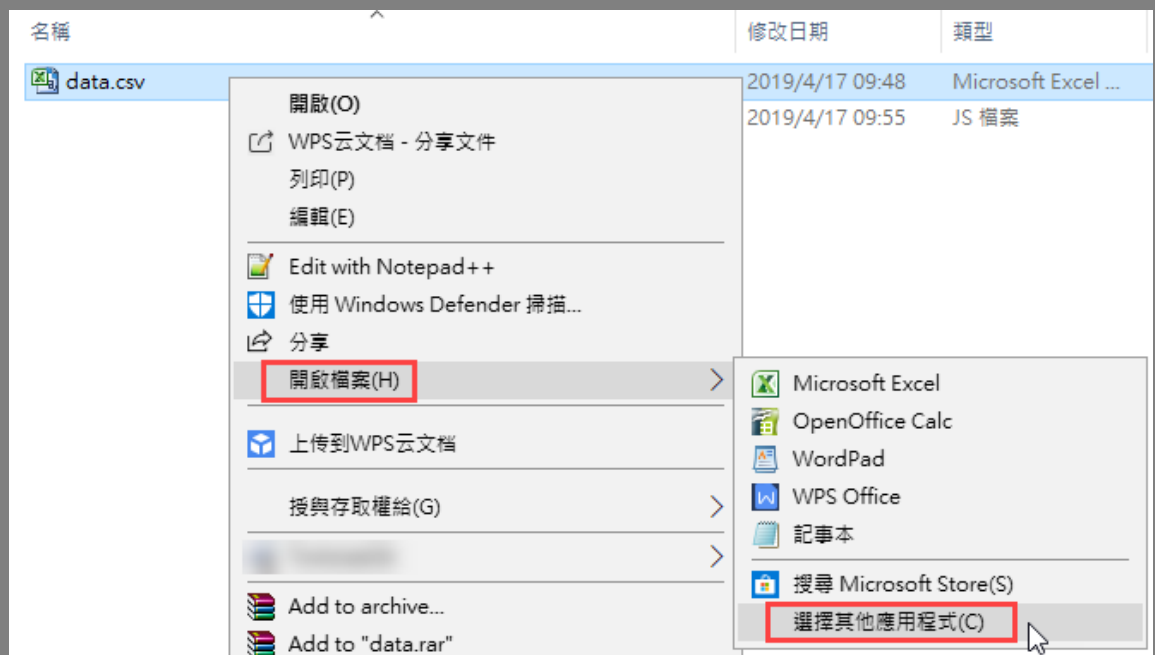 名稱
修改日期
類型
data.csv
2019/4/17 09:48
Microsoft Excel ...
2019/4/17 09:55
JS 檔案
開啟(O)
WPS云文档 - 分享文件
列印(P)
編輯(E)
Edit with Notepad++
使用 Windows Defender 掃描...
分享
開啟檔案(H)
上传到WPS云文档
授與存取權給(G)
Add to archive...
Add to "data.rar"
Microsoft Excel
OpenOffice Calc
WordPad
WPS Office
記事本
搜尋 Microsoft Store(S)
選擇其他應用程式(C)